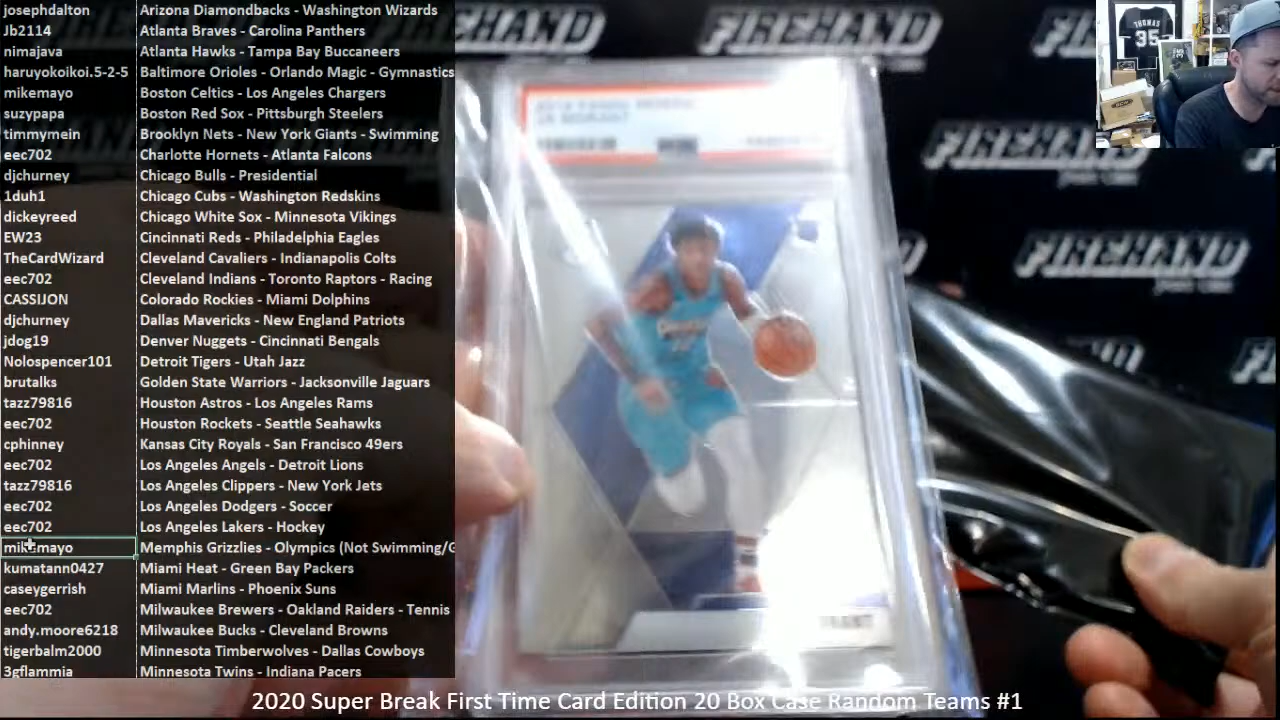 josephdalton Arizona Diamondbacks - Washington Wizards
Jb2114 Atlanta Braves - Carolina Panthers
nimajava Atlanta Hawks - Tampa Bay Buccaneers
haruyokoikoi.5-2-5 Baltimore Orioles - Orlando Magic - Gymnastics
mikemayo Boston Celtics - Los Angeles Chargers
suzypapa Boston Red Sox - Pittsburgh Steelers
timmymein Brooklyn Nets - New York Giants - Swimming
eec702 Charlotte Hornets - Atlanta Falcons
djchurney Chicago Bulls - Presidential
1duh1 Chicago Cubs - Washington Redskins
dickeyreed Chicago White Sox - Minnesota Vikings
EW23 Cincinnati Reds - Philadelphia Eagles
TheCardWizard Cleveland Cavaliers - Indianapolis Colts
eec702 Cleveland Indians - Toronto Raptors - Racing
CASSIJON Colorado Rockies - Miami Dolphins
djchurney Dallas Mavericks - New England Patriots
jdog19 Denver Nuggets - Cincinnati Bengals
Nolospencer101 Detroit Tigers - Utah Jazz
brutalks Golden State Warriors - Jacksonville Jaguars
tazz79816 Houston Astros - Los Angeles Rams
eec702 Houston Rockets - Seattle Seahawks
cphinney Kansas City Royals - San Francisco 49ers
eec702 Los Angeles Angels - Detroit Lions
tazz79816 Los Angeles Clippers - New York Jets
eec702 Los Angeles Dodgers - Soccer
eec702 Los Angeles Lakers - Hockey
mikemayo Memphis Grizzlies - Olympics (Not Swimming/G
kumatann0427 Miami Heat - Green Bay Packers
caseygerrish Miami Marlins - Phoenix Suns
eec702 Milwaukee Brewers - Oakland Raiders - Tennis
andy.moore6218 Milwaukee Bucks - Cleveland Browns
tigerbalm2000 Minnesota Timberwolves - Dallas Cowboys
3gflammia Minnesota Twins - Indiana Pacers
FIREHAND
FIREHAND
FIREHAND
FIREHAND
THOMAS
35
2020 Super Break First Time Card Edition 20 Box Case Random Teams #1